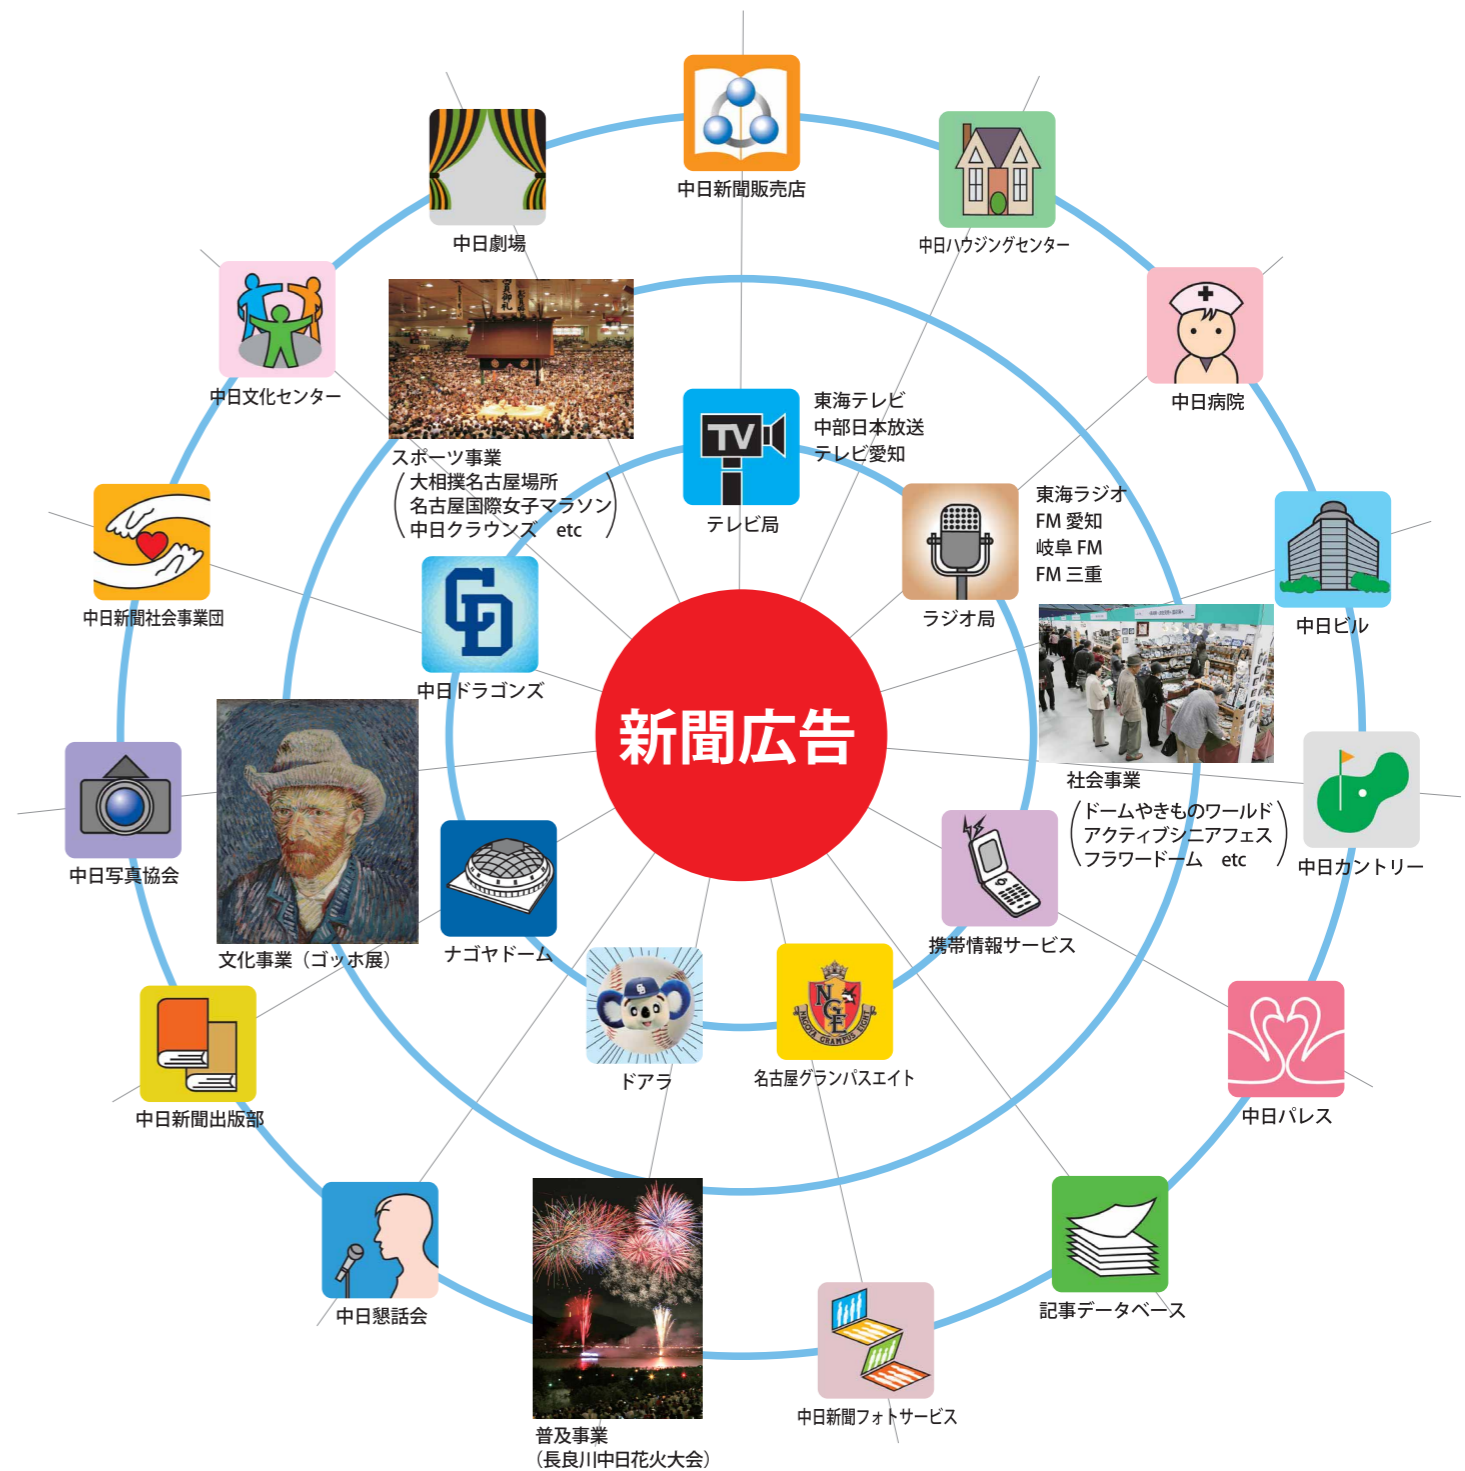 中日新聞販売店
中日劇場
中日ハウジングセンター
中日文化センター
中日病院
満員御礼
TV
テレビ局
東海テレビ
中部日本放送
テレビ愛知
スポーツ事業
(大相撲名古屋場所
名古屋国際女子マラソン
中日クラウンズ etc)
東海ラジオ
FM 愛知
岐阜 FM
FM 三重
ラジオ局
中日新聞社会事業団
中日ビル
CD
中日ドラゴンズ
新聞広告
社会事業
(ドームやきものワールド
アクティブシニアフェス
フラワードーム etc)
中日写真協会
中日カントリー
文化事業（ゴッホ展）
ナゴヤドーム
携帯情報サービス
CD
ドアラ
NGE
NAGOYA GRAMPUS EIGHT
名古屋グランパスエイト
中日新聞出版部
中日パレス
中日懇話会
記事データベース
普及事業
（長良川中日花火大会）
中日新聞フォトサービス